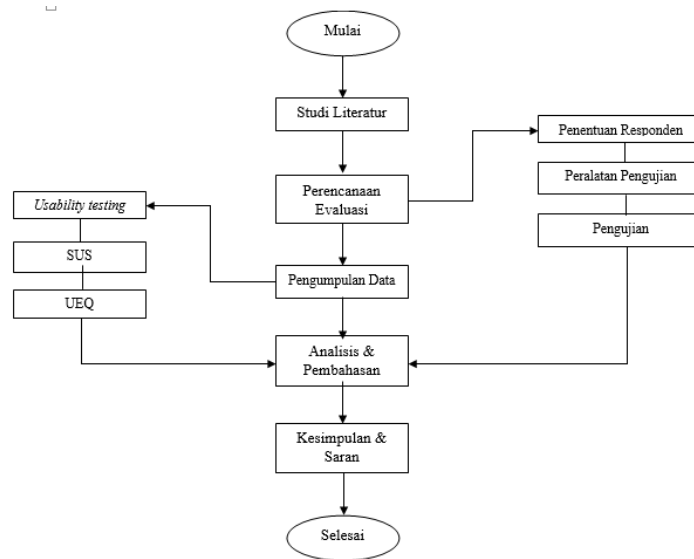 Mulai
Studi Literatur
Penentuan Responden
Peralatan Pengujian
Perencanaan
Evaluasi
Usability testing
Pengujian
SUS
Pengumpulan Data
UEQ
Analisis &
Pembahasan
Kesimpulan &
Saran
Selesai